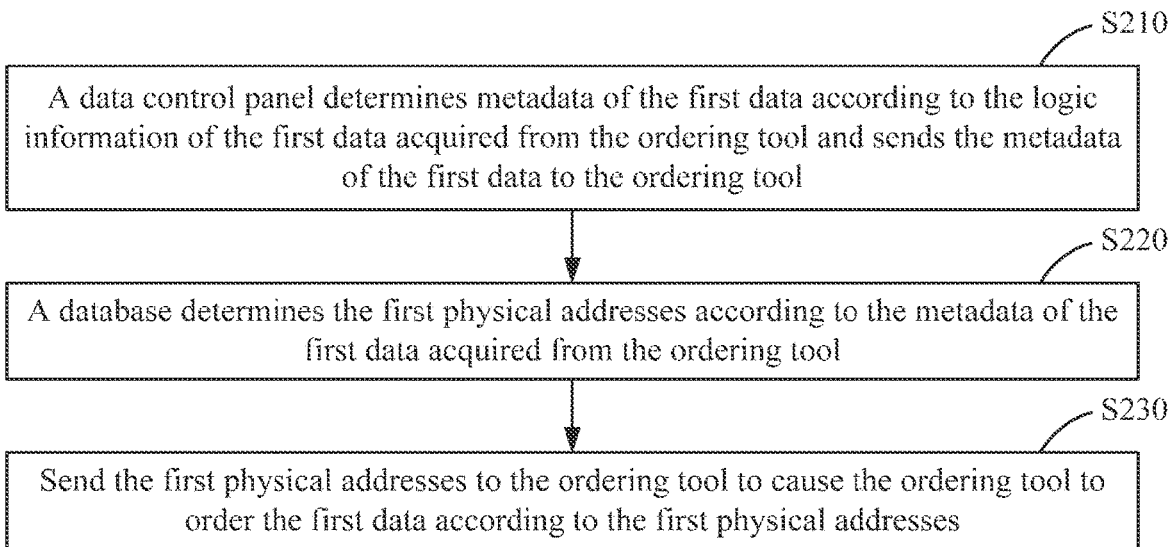 S210
A data control panel determines metadata of the first data according to the logic
information of the first data acquired from the ordering tool and sends the metadata
of the first data to the ordering tool
S220
A database determines the first physical addresses according to the metadata of the
first data acquired from the ordering tool
S230
Send the first physical addresses to the ordering tool to cause the ordering tool to
order the first data according to the first physical addresses